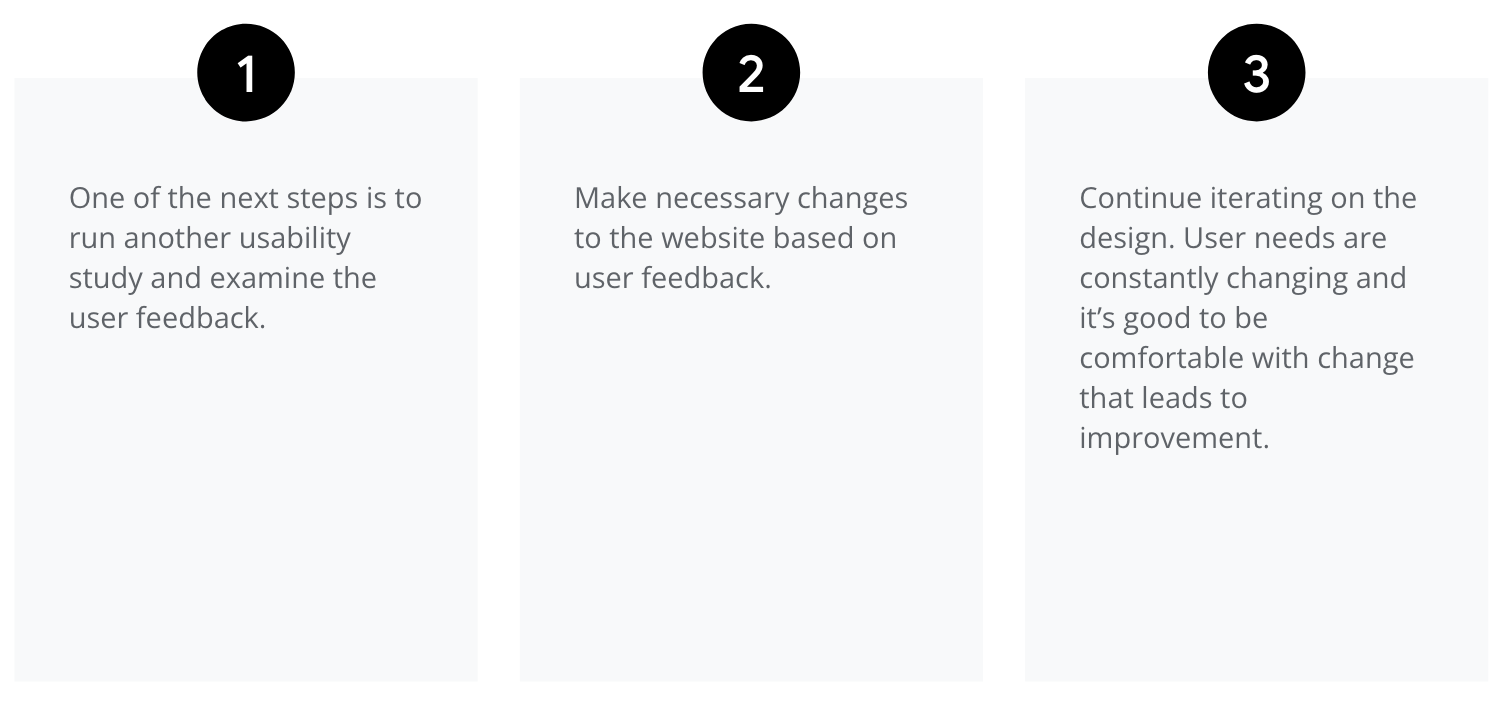 1
One of the next steps is to
run another usability
study and examine the
user feedback.
2
Make necessary changes
to the website based on
user feedback.
3
Continue iterating on the
design. User needs are
constantly changing and
it’s good to be
comfortable with change
that leads to
improvement.